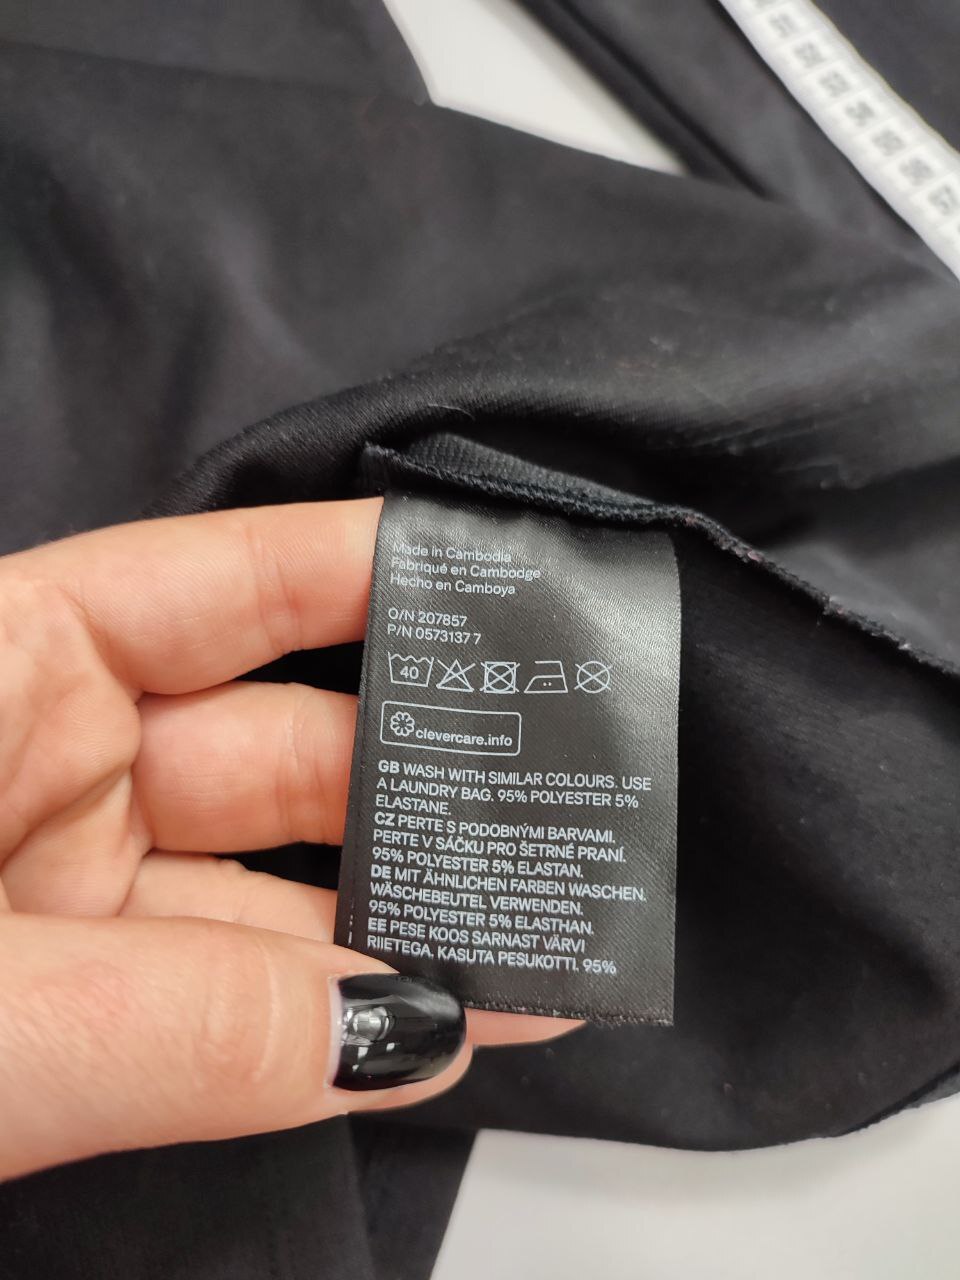 Made in Cambodia
Fabriqué en Cambodge
Hecho en Camboya
O/N 207857
P/N 0573137 7
40
clevercare.info
GB WASH WITH SIMILAR COLOURS. USE
A LAUNDRY BAG. 95% POLYESTER 5%
ELASTANE.
CZ PERTE S PODOBNÝMI BARVAMI.
PERTE V SÁČKU PRO ŠETRNÉ PRANÍ.
95% POLYESTER 5% ELASTAN.
DE MIT ÄHNLICHEN FARBEN WASCHEN.
WÄSCHEBEUTEL VERWENDEN.
95% POLYESTER 5% ELASTHAN.
EE PESE KOOS SARNAST VÄRVI
RIIETEGA. KASUTA PESUKOTTI. 95%